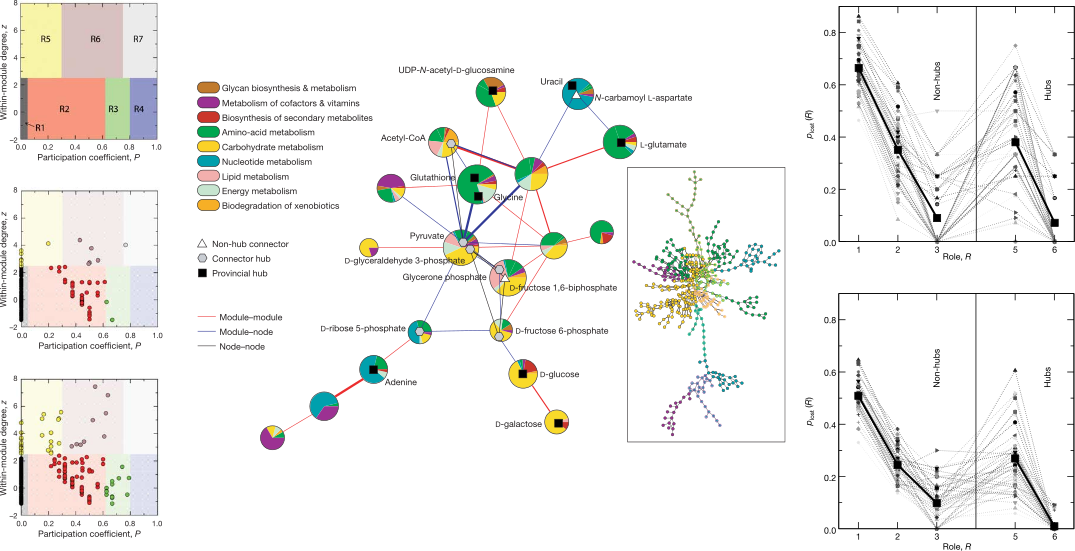 Within-module degree, z
8
6
4
2
0
−2
R5
R6
R7
R1
R2
R3
R4
0.0 0.2 0.4 0.6 0.8 1.0
Participation coefficient, P
Within-module degree, z
8
6
4
2
0
−2
0.0 0.2 0.4 0.6 0.8 1.0
Participation coefficient, P
Within-module degree, z
8
6
4
2
0
−2
0.0 0.2 0.4 0.6 0.8 1.0
Participation coefficient, P
Glycan biosynthesis & metabolism
Metabolism of cofactors & vitamins
Biosynthesis of secondary metabolites
Amino-acid metabolism
Carbohydrate metabolism
Nucleotide metabolism
Lipid metabolism
Energy metabolism
Biodegradation of xenobiotics
Non-hub connector
Connector hub
Provincial hub
Module–module
Module–node
Node–node
UDP-N-acetyl-D-glucosamine
Uracil
N-carbamoyl L-aspartate
Acetyl-CoA
L-glutamate
Glutathione
Glycine
Pyruvate
D-glyceraldehyde 3-phosphate
Glycerone phosphate
D-fructose 1,6-biphosphate
D-ribose 5-phosphate
D-fructose 6-phosphate
Adenine
D-glucose
D-galactose
plost (R)
0.8
0.6
0.4
0.2
0.0
Non-hubs
Hubs
1 2 3 5 6
Role, R
plost (R)
0.8
0.6
0.4
0.2
0.0
Non-hubs
Hubs
1 2 3 5 6
Role, R